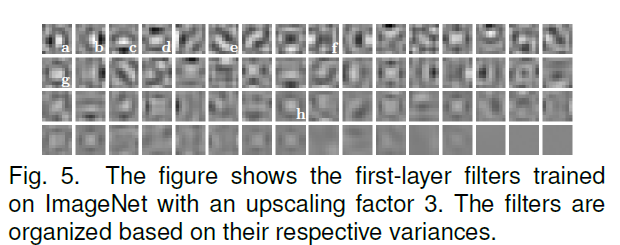 a b c d e f
g
h
Fig. 5. The figure shows the first-layer filters trained
on ImageNet with an upscaling factor 3. The filters are
organized based on their respective variances.